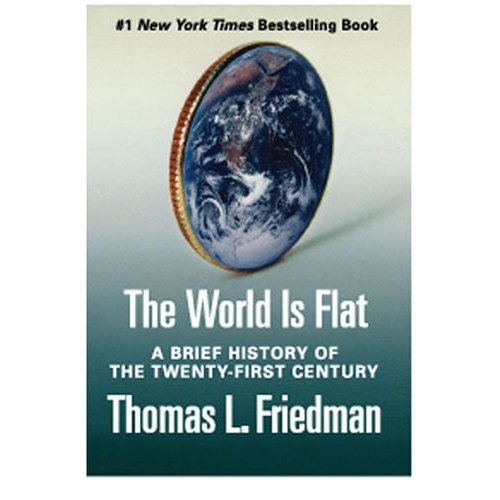 #1 New York Times Bestselling Book
The World Is Flat
A BRIEF HISTORY OF
THE TWENTY-FIRST CENTURY
Thomas L. Friedman